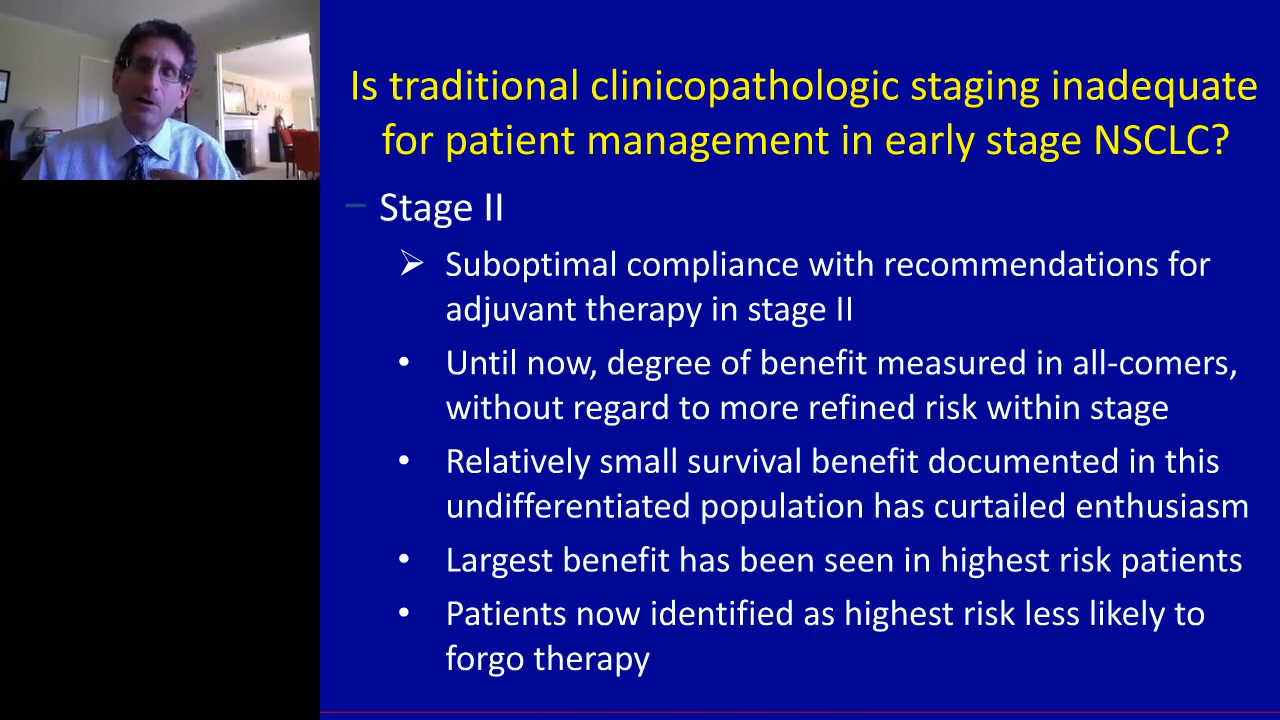 Is traditional clinicopathologic staging inadequate
for patient management in early stage NSCLC?
– Stage II
➢ Suboptimal compliance with recommendations for
adjuvant therapy in stage II
• Until now, degree of benefit measured in all-comers,
without regard to more refined risk within stage
• Relatively small survival benefit documented in this
undifferentiated population has curtailed enthusiasm
• Largest benefit has been seen in highest risk patients
• Patients now identified as highest risk less likely to
forgo therapy